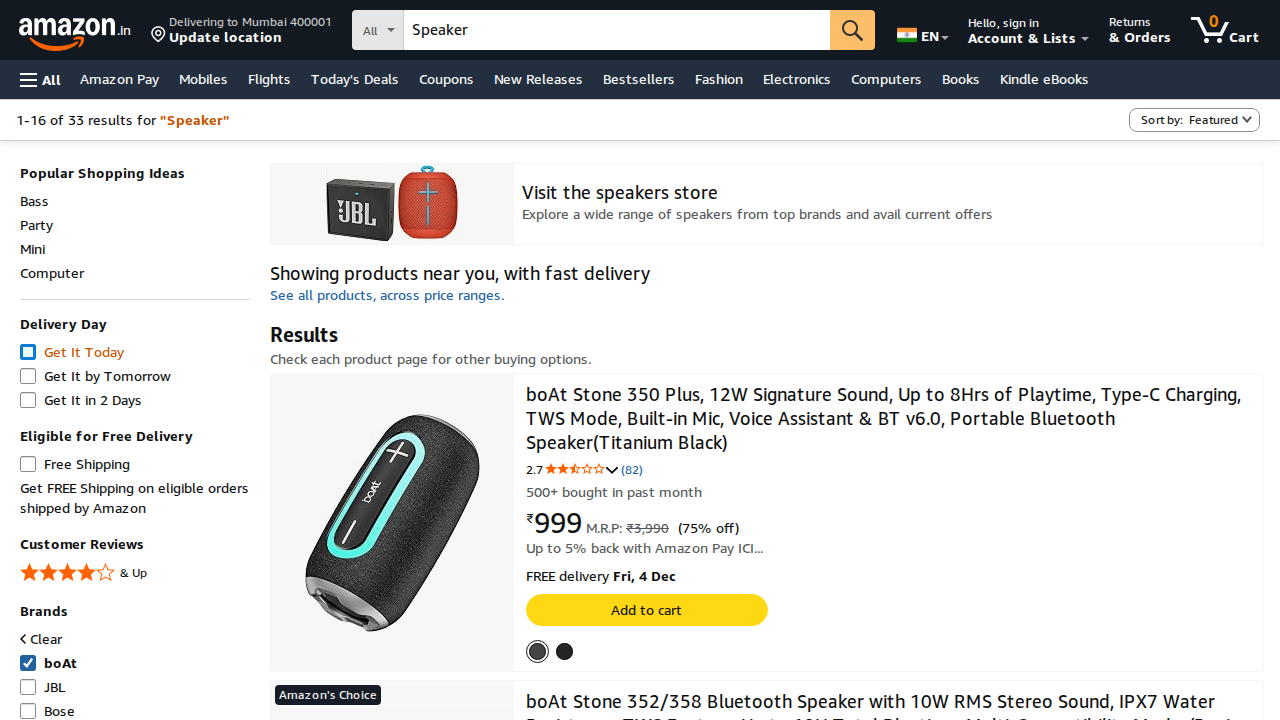 amazon.in
Delivering to Mumbai 400001
Update location
All
Speaker
EN
Hello, sign in
Account & Lists
Returns
& Orders
0
Cart
All
Amazon Pay
Mobiles
Flights
Today's Deals
Coupons
New Releases
Bestsellers
Fashion
Electronics
Computers
Books
Kindle eBooks
1-16 of 33 results for "Speaker"
Sort by: Featured
Popular Shopping Ideas
Bass
Party
Mini
Computer
Delivery Day
Get It Today
Get It by Tomorrow
Get It in 2 Days
Eligible for Free Delivery
Free Shipping
Get FREE Shipping on eligible orders
shipped by Amazon
Customer Reviews
& Up
Brands
Clear
boAt
JBL
Bose
JBL
Visit the speakers store
Explore a wide range of speakers from top brands and avail current offers
Showing products near you, with fast delivery
See all products, across price ranges.
Results
Check each product page for other buying options.
boAt
boAt Stone 350 Plus, 12W Signature Sound, Up to 8Hrs of Playtime, Type-C Charging,
TWS Mode, Built-in Mic, Voice Assistant & BT v6.0, Portable Bluetooth
Speaker(Titanium Black)
2.7 (82)
500+ bought in past month
₹999 M.R.P: ₹3,990 (75% off)
Up to 5% back with Amazon Pay ICI...
FREE delivery Fri, 4 Dec
Add to cart
Amazon's Choice
boAt Stone 352/358 Bluetooth Speaker with 10W RMS Stereo Sound, IPX7 Water